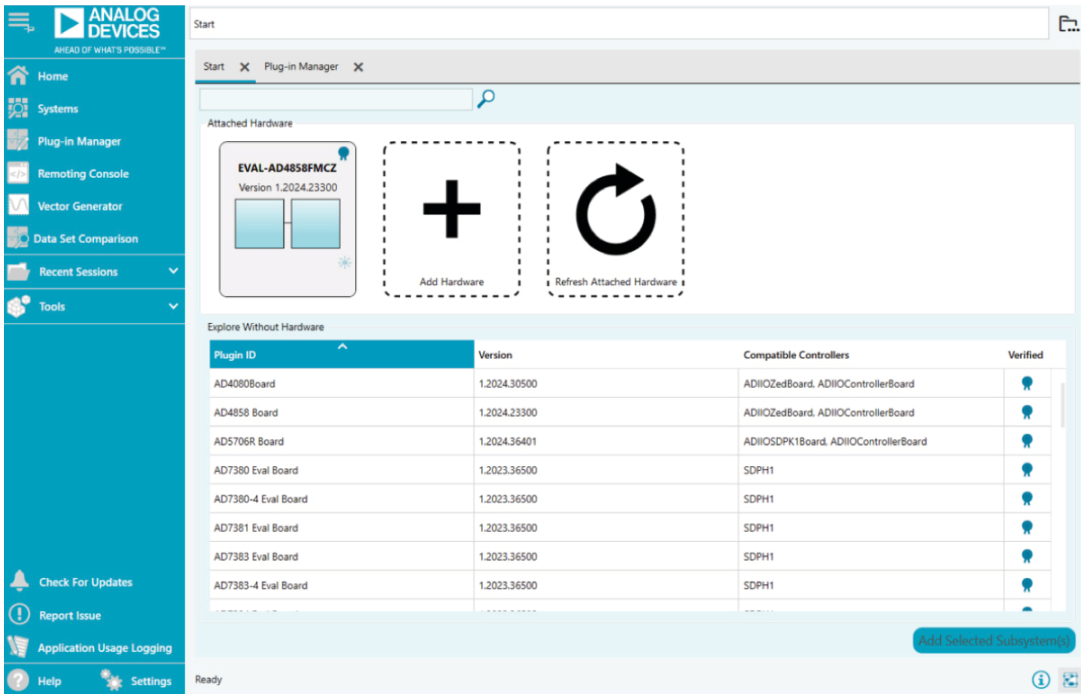 ANALOG
DEVICES
AHEAD OF WHAT'S POSSIBLE™
Home
Systems
Plug-in Manager
Remoting Console
Vector Generator
Data Set Comparison
Recent Sessions
Tools
Check For Updates
Report Issue
Application Usage Logging
Help Settings
Start
Start Plug-in Manager
Attached Hardware
EVAL-AD4858FMCZ
Version 1.2024.23300
Add Hardware
Refresh Attached Hardware
Explore Without Hardware
Plugin ID Version Compatible Controllers Verified
AD4080Board 1.2024.30500 ADIIOZedBoard, ADIIOControllerBoard
AD4858 Board 1.2024.23300 ADIIOZedBoard, ADIIOControllerBoard
AD5706R Board 1.2024.36401 ADIIOSDPK1Board, ADIIOControllerBoard
AD7380 Eval Board 1.2023.36500 SDPH1
AD7380-4 Eval Board 1.2023.36500 SDPH1
AD7381 Eval Board 1.2023.36500 SDPH1
AD7383 Eval Board 1.2023.36500 SDPH1
AD7383-4 Eval Board 1.2023.36500 SDPH1
Add Selected Subsystem(s)
Ready